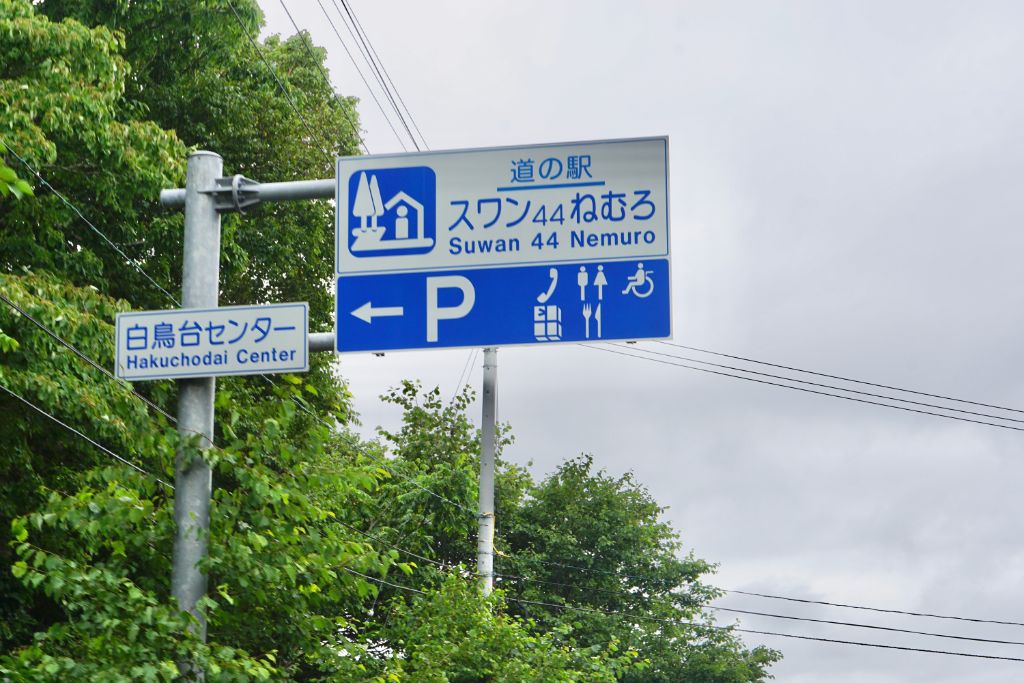 道の駅
スワン44ねむろ
Suwan 44 Nemuro
P
白鳥台センター
Hakuchodai Center